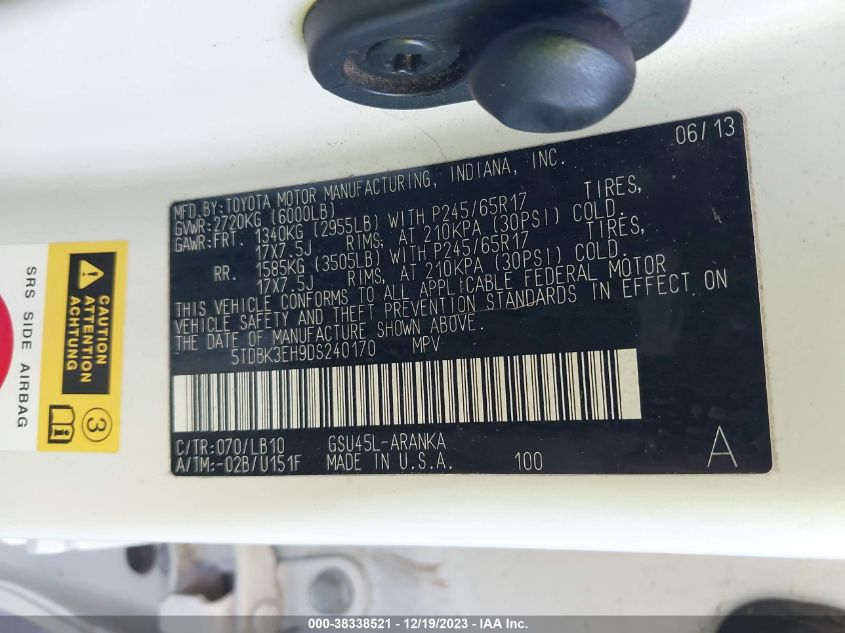 06/13
MFD.BY:TOYOTA MOTOR MANUFACTURING, INDIANA, INC.
GVWR:2720KG (6000LB)
GAWR:FRT. 1340KG (2955LB) WITH P245/65R17 TIRES,
17X7.5J RIMS, AT 210KPA (30PSI) COLD.
RR. 1585KG (3505LB) WITH P245/65R17 TIRES,
17X7.5J RIMS, AT 210KPA (30PSI) COLD.
THIS VEHICLE CONFORMS TO ALL APPLICABLE FEDERAL MOTOR
VEHICLE SAFETY AND THEFT PREVENTION STANDARDS IN EFFECT ON
THE DATE OF MANUFACTURE SHOWN ABOVE.
5TDBK3EH9DS240170 MPV
C/TR:070/LB10 GSU45L-ARANKA
A/TM:-02B/U151F MADE IN U.S.A. 100 A
SRS SIDE AIRBAG
CAUTION
ATTENTION
ACHTUNG
3
000-38338521 - 12/19/2023 - IAA Inc.